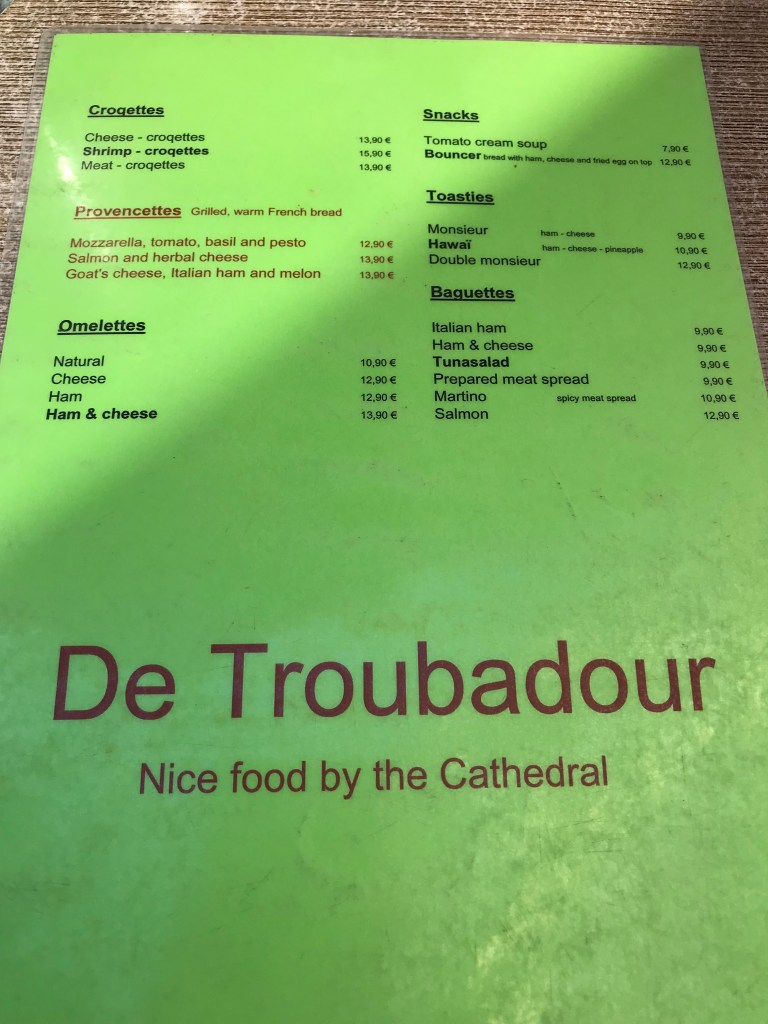 Croqettes
Cheese - croqettes 13,90 €
Shrimp - croqettes 15,90 €
Meat - croqettes 13,90 €
Provencettes Grilled, warm French bread
Mozzarella, tomato, basil and pesto 12,90 €
Salmon and herbal cheese 13,90 €
Goat's cheese, Italian ham and melon 13,90 €
Omelettes
Natural 10,90 €
Cheese 12,90 €
Ham 12,90 €
Ham & cheese 13,90 €
Snacks
Tomato cream soup 7,90 €
Bouncer bread with ham, cheese and fried egg on top 12,90 €
Toasties
Monsieur ham - cheese 9,90 €
Hawaï ham - cheese - pineapple 10,90 €
Double monsieur 12,90 €
Baguettes
Italian ham 9,90 €
Ham & cheese 9,90 €
Tunasalad 9,90 €
Prepared meat spread 9,90 €
Martino spicy meat spread 10,90 €
Salmon 12,90 €
De Troubadour
Nice food by the Cathedral